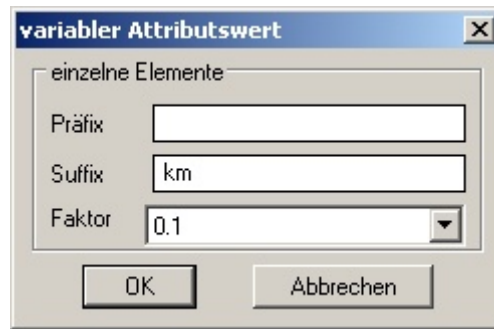 variabler Attributswert
einzelne Elemente
Präfix
Suffix km
Faktor 0.1
OK Abbrechen